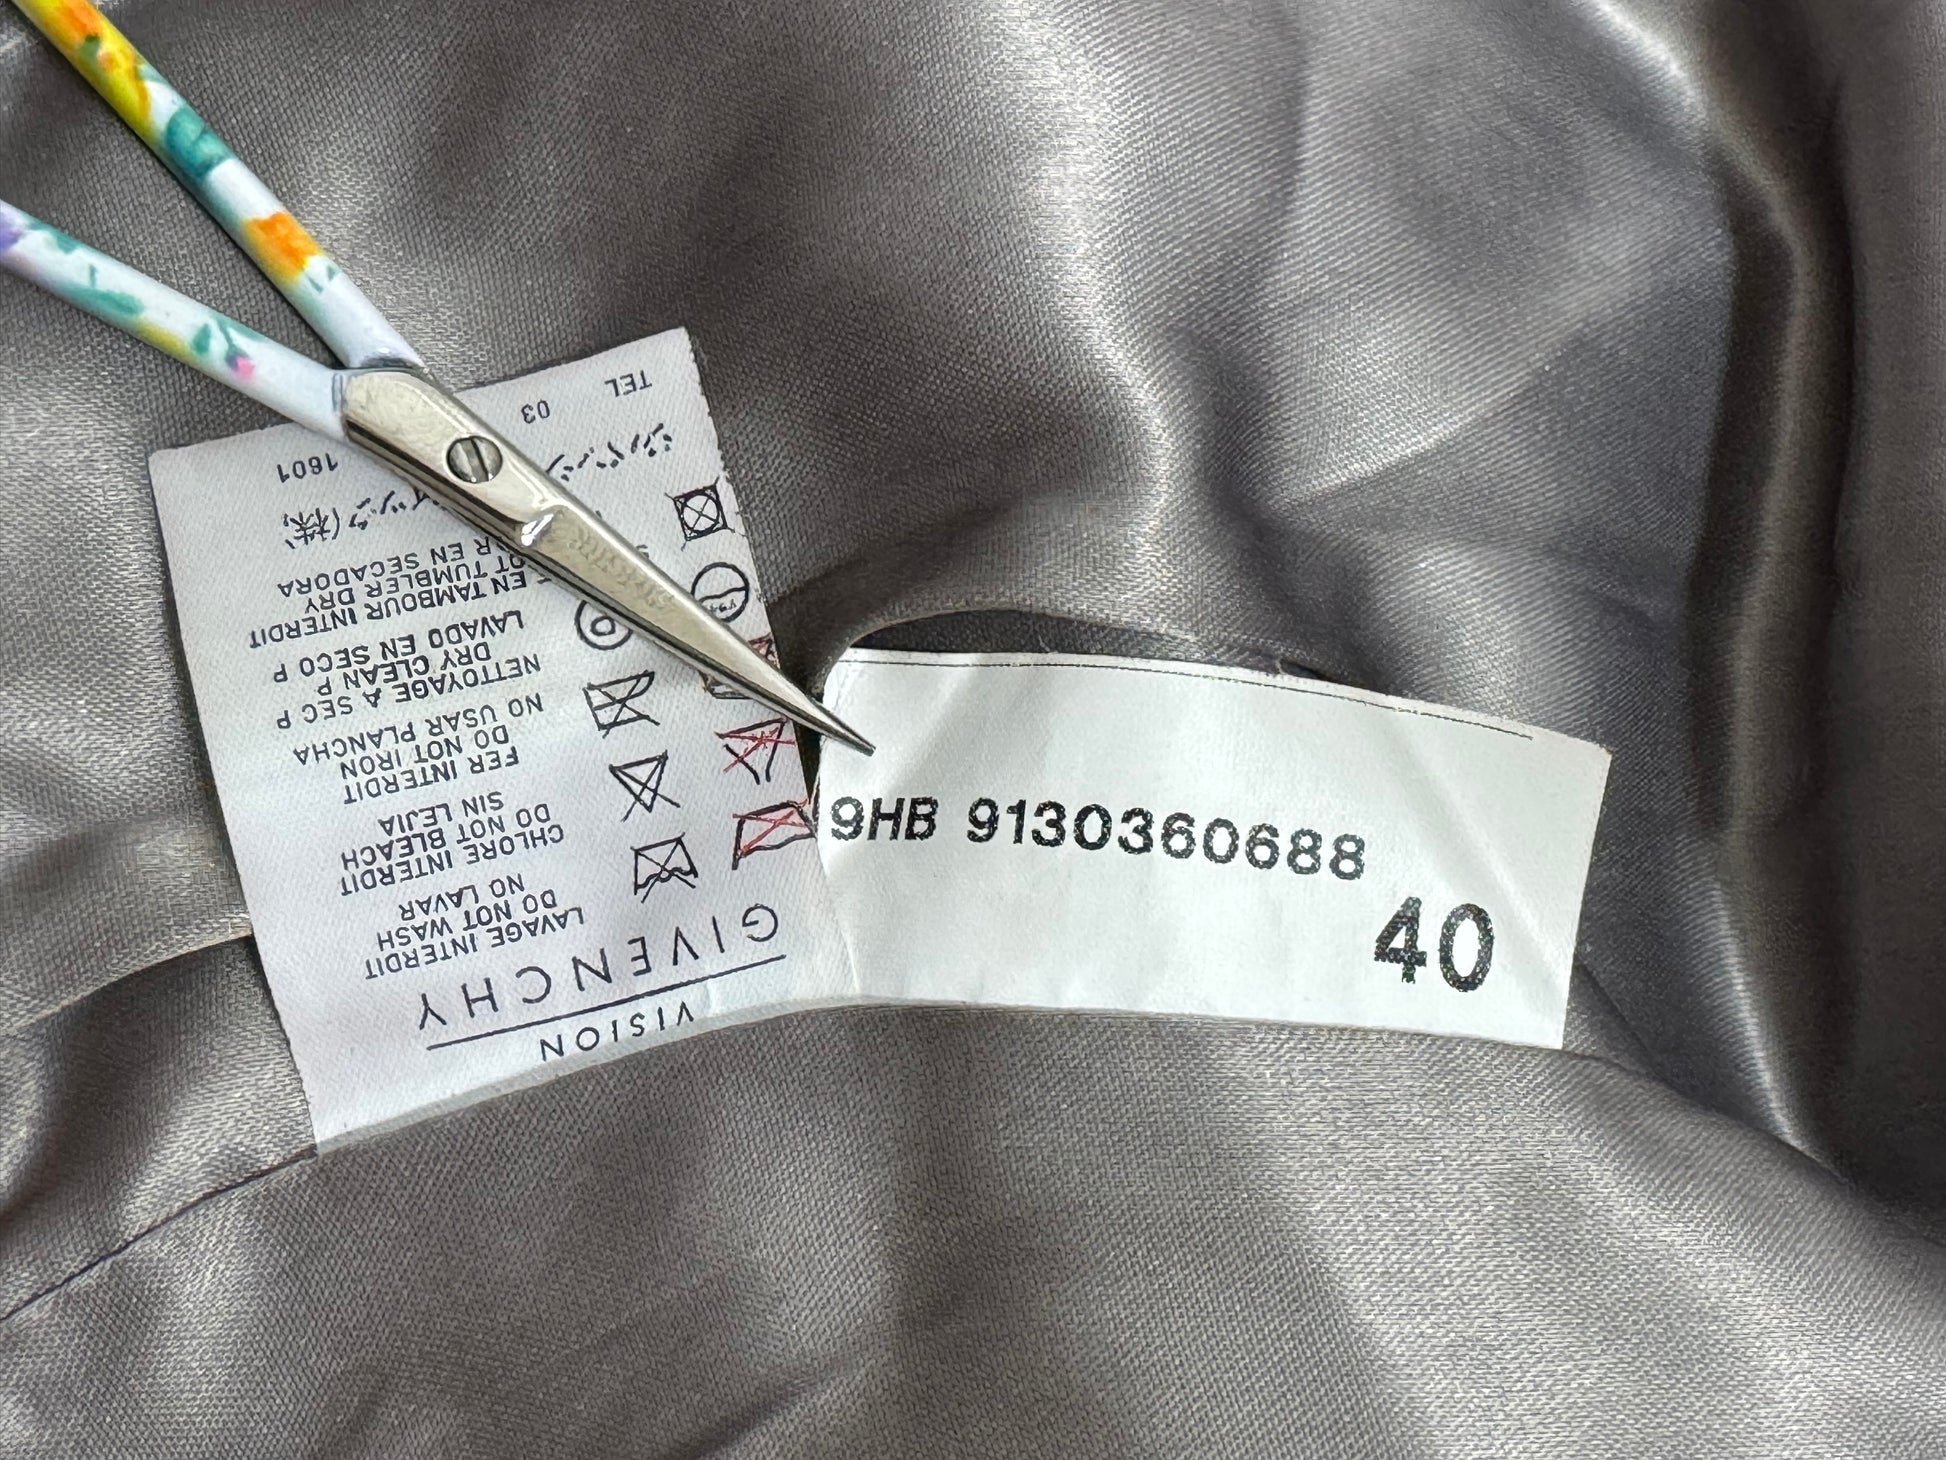 VISION
GIVENCHY
LAVAGE INTERDIT
DO NOT WASH
NO LAVAR
CHLORE INTERDIT
DO NOT BLEACH
SIN LEJIA
FER INTERDIT
DO NOT IRON
NO USAR PLANCHA
NETTOYAGE A SEC P
DRY CLEAN P
LAVADO EN SECO P
EN TAMBOUR INTERDIT
OT TUMBLER DRY
R EN SECADORA
(株)
TEL 03 1601
9HB 9130360688
40